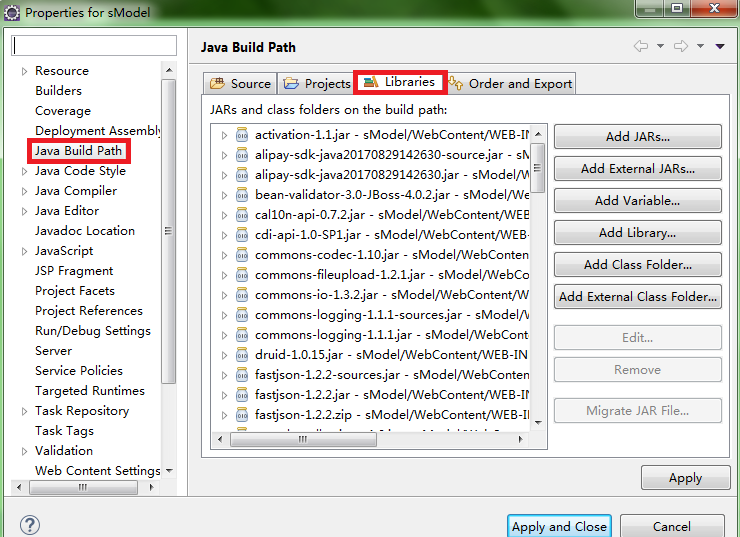 Properties for sModel
Java Build Path
Resource
Builders
Coverage
Deployment Assembly
Java Build Path
Java Code Style
Java Compiler
Java Editor
Javadoc Location
JavaScript
JSP Fragment
Project Facets
Project References
Run/Debug Settings
Server
Service Policies
Targeted Runtimes
Task Repository
Task Tags
Validation
Web Content Settings
Source
Projects
Libraries
Order and Export
JARs and class folders on the build path:
activation-1.1.jar - sModel/WebContent/WEB-IN
alipay-sdk-java20170829142630-source.jar - sMo
alipay-sdk-java20170829142630.jar - sModel/W
bean-validator-3.0-JBoss-4.0.2.jar - sModel/We
cal10n-api-0.7.2.jar - sModel/WebContent/WEB
cdi-api-1.0-SP1.jar - sModel/WebContent/WEB-
commons-codec-1.10.jar - sModel/WebContent/
commons-fileupload-1.2.1.jar - sModel/WebCon
commons-io-1.3.2.jar - sModel/WebContent/WE
commons-logging-1.1.1-sources.jar - sModel/W
commons-logging-1.1.1.jar - sModel/WebConte
druid-1.0.15.jar - sModel/WebContent/WEB-IN
fastjson-1.2.2-sources.jar - sModel/WebConten
fastjson-1.2.2.jar - sModel/WebContent/WEB-I
fastjson-1.2.2.zip - sModel/WebContent/WEB-I
Add JARs...
Add External JARs...
Add Variable...
Add Library...
Add Class Folder...
Add External Class Folder...
Edit...
Remove
Migrate JAR File...
Apply
Apply and Close
Cancel